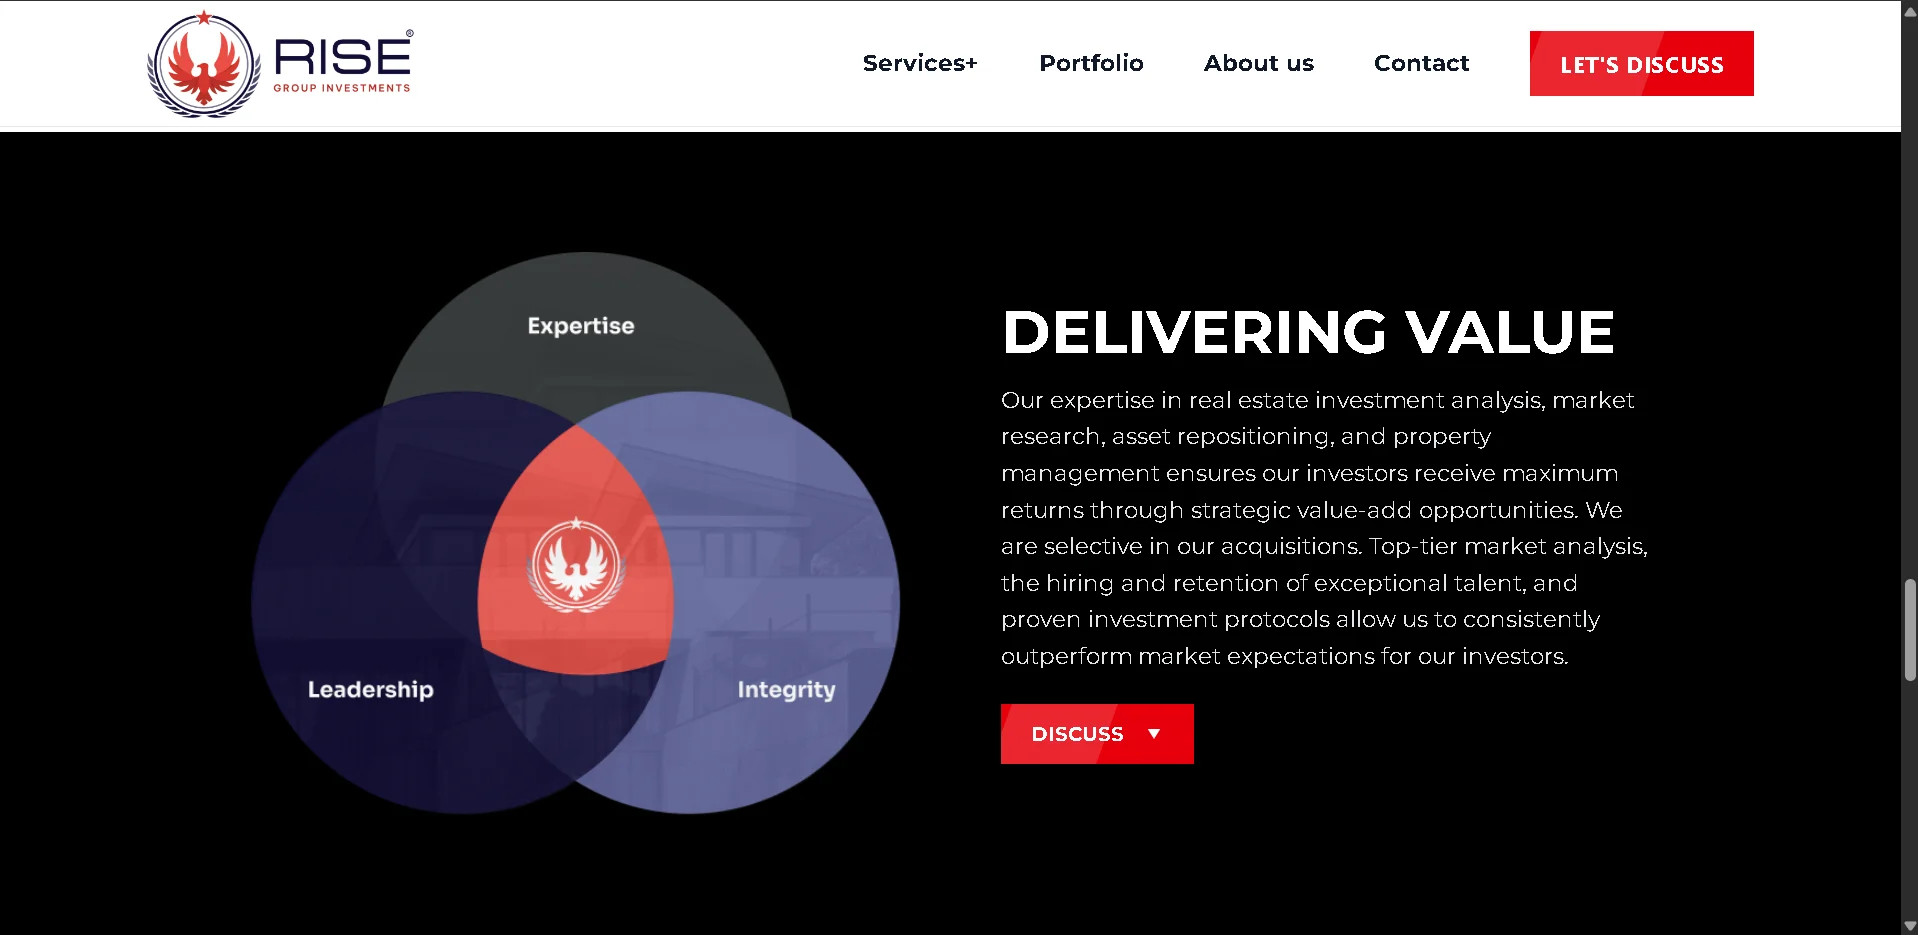 RISE®
GROUP INVESTMENTS
Services+
Portfolio
About us
Contact
LET'S DISCUSS
Expertise
Leadership
Integrity
DELIVERING VALUE
Our expertise in real estate investment analysis, market
research, asset repositioning, and property
management ensures our investors receive maximum
returns through strategic value-add opportunities. We
are selective in our acquisitions. Top-tier market analysis,
the hiring and retention of exceptional talent, and
proven investment protocols allow us to consistently
outperform market expectations for our investors.
DISCUSS